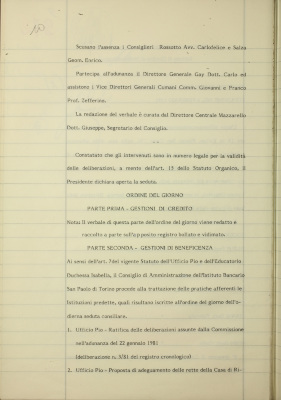 Scusano l'assenza i Consiglieri Rossotto Avv. Carlofelice e Salza
Geom. Enrico.
Partecipa all'adunanza il Direttore Generale Gay Dott. Carlo ed
assistono i Vice Direttori Generali Cumani Comm. Giovanni e Franco
Prof. Zefferino.
La redazione del verbale è curata dal Direttore Centrale Mazzarello
Dott. Giuseppe, Segretario del Consiglio.
Constatato che gli intervenuti sono in numero legale per la validità
delle deliberazioni, a mente dell'art. 15 dello Statuto Organico, il
Presidente dichiara aperta la seduta.
ORDINE DEL GIORNO
PARTE PRIMA - GESTIONI DI CREDITO
Nota: Il verbale di questa parte dell'ordine del giorno viene redatto e
raccolto a parte sull'apposito registro bollato e vidimato.
PARTE SECONDA - GESTIONI DI BENEFICENZA
Ai sensi dell'art. 7 del vigente Statuto dell'Ufficio Pio e dell'Educatorio
Duchessa Isabella, il Consiglio di Amministrazione dell'Istituto Bancario
San Paolo di Torino procede alla trattazione delle pratiche afferenti le
Istituzioni predette, quali risultano iscritte all'ordine del giorno dell'o-
dierna seduta consiliare.
1. Ufficio Pio - Ratifica delle deliberazioni assunte dalla Commissione
nell'adunanza del 22 gennaio 1981
(deliberazione n. 5/81 del registro cronologico)
2. Ufficio Pio - Proposta di adeguamento delle rette della Casa di Ri-